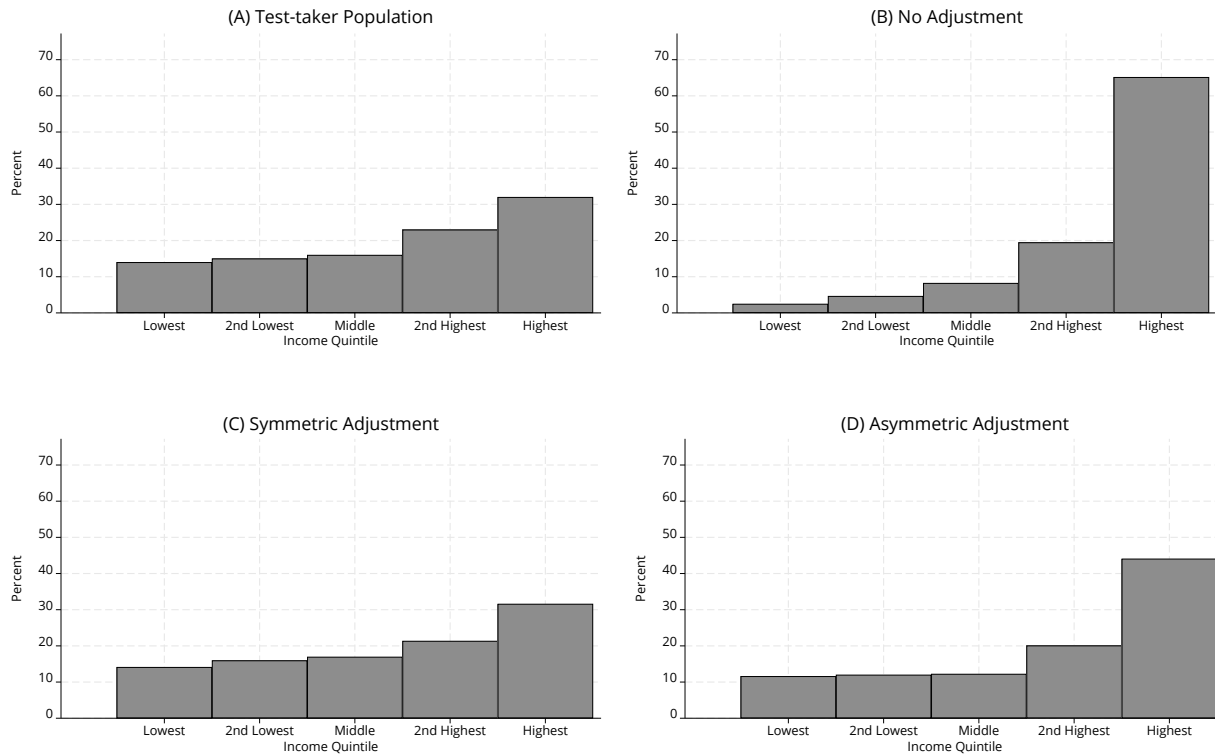 (A) Test-taker Population
70
60
50
40
30
20
10
0
Percent
Lowest 2nd Lowest Middle 2nd Highest Highest
Income Quintile
(B) No Adjustment
70
60
50
40
30
20
10
0
Percent
Lowest 2nd Lowest Middle 2nd Highest Highest
Income Quintile
(C) Symmetric Adjustment
70
60
50
40
30
20
10
0
Percent
Lowest 2nd Lowest Middle 2nd Highest Highest
Income Quintile
(D) Asymmetric Adjustment
70
60
50
40
30
20
10
0
Percent
Lowest 2nd Lowest Middle 2nd Highest Highest
Income Quintile